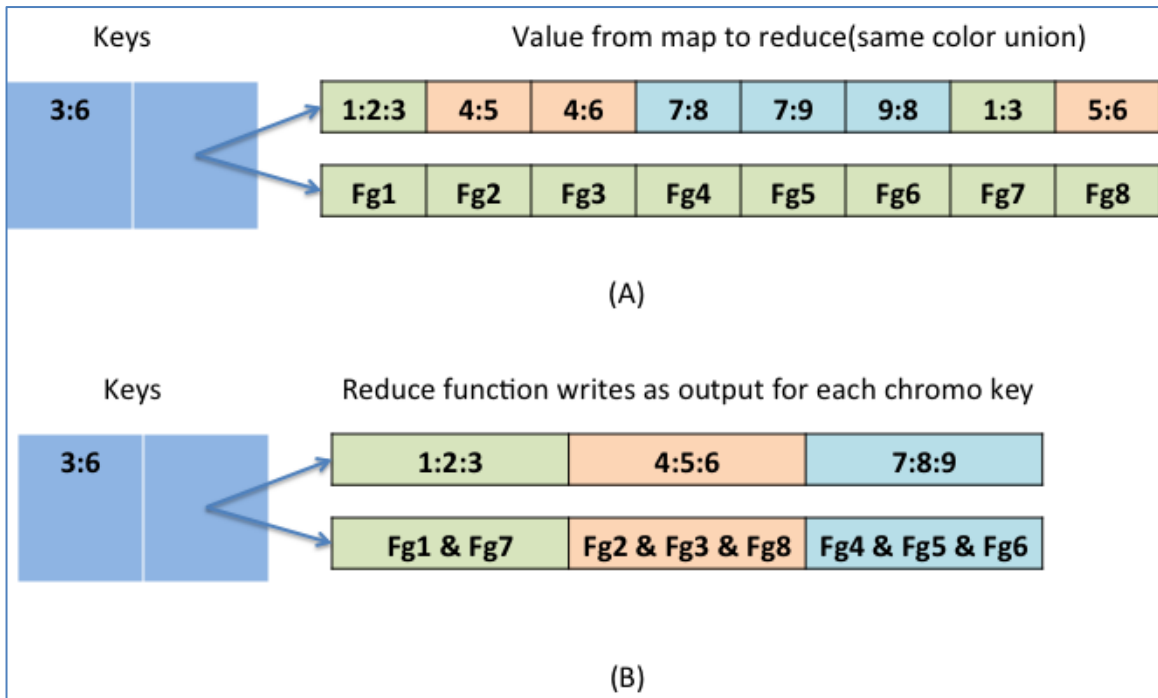 Keys Value from map to reduce(same color union)
3:6 1:2:3 4:5 4:6 7:8 7:9 9:8 1:3 5:6
Fg1 Fg2 Fg3 Fg4 Fg5 Fg6 Fg7 Fg8
(A)
Keys Reduce function writes as output for each chromo key
3:6 1:2:3 4:5:6 7:8:9
Fg1 & Fg7 Fg2 & Fg3 & Fg8 Fg4 & Fg5 & Fg6
(B)